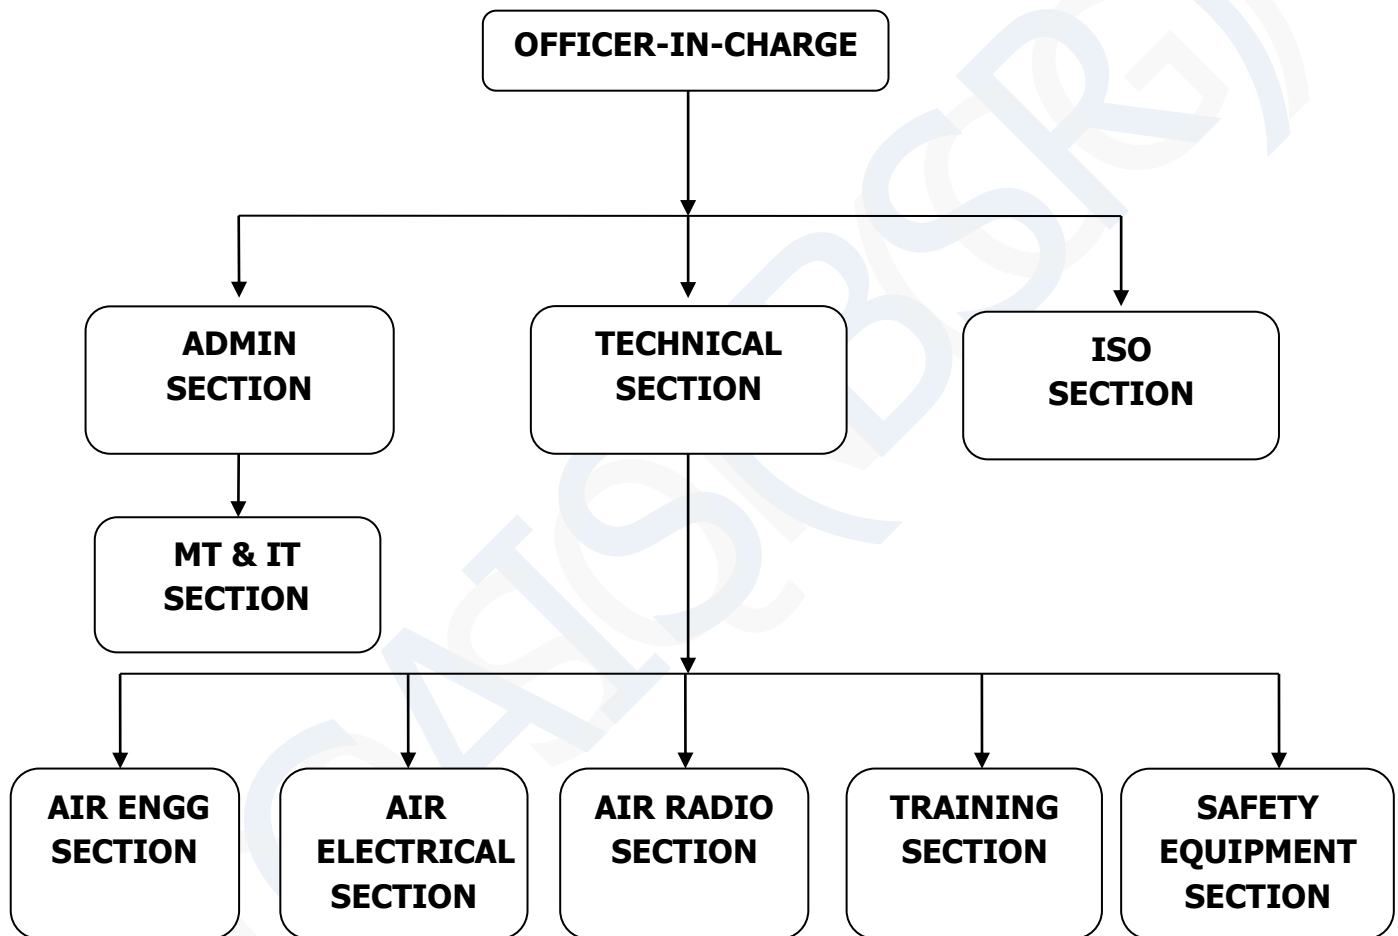 OFFICER-IN-CHARGE
ADMIN
SECTION
TECHNICAL
SECTION
ISO
SECTION
MT & IT
SECTION
AIR ENGG
SECTION
AIR
ELECTRICAL
SECTION
AIR RADIO
SECTION
TRAINING
SECTION
SAFETY
EQUIPMENT
SECTION